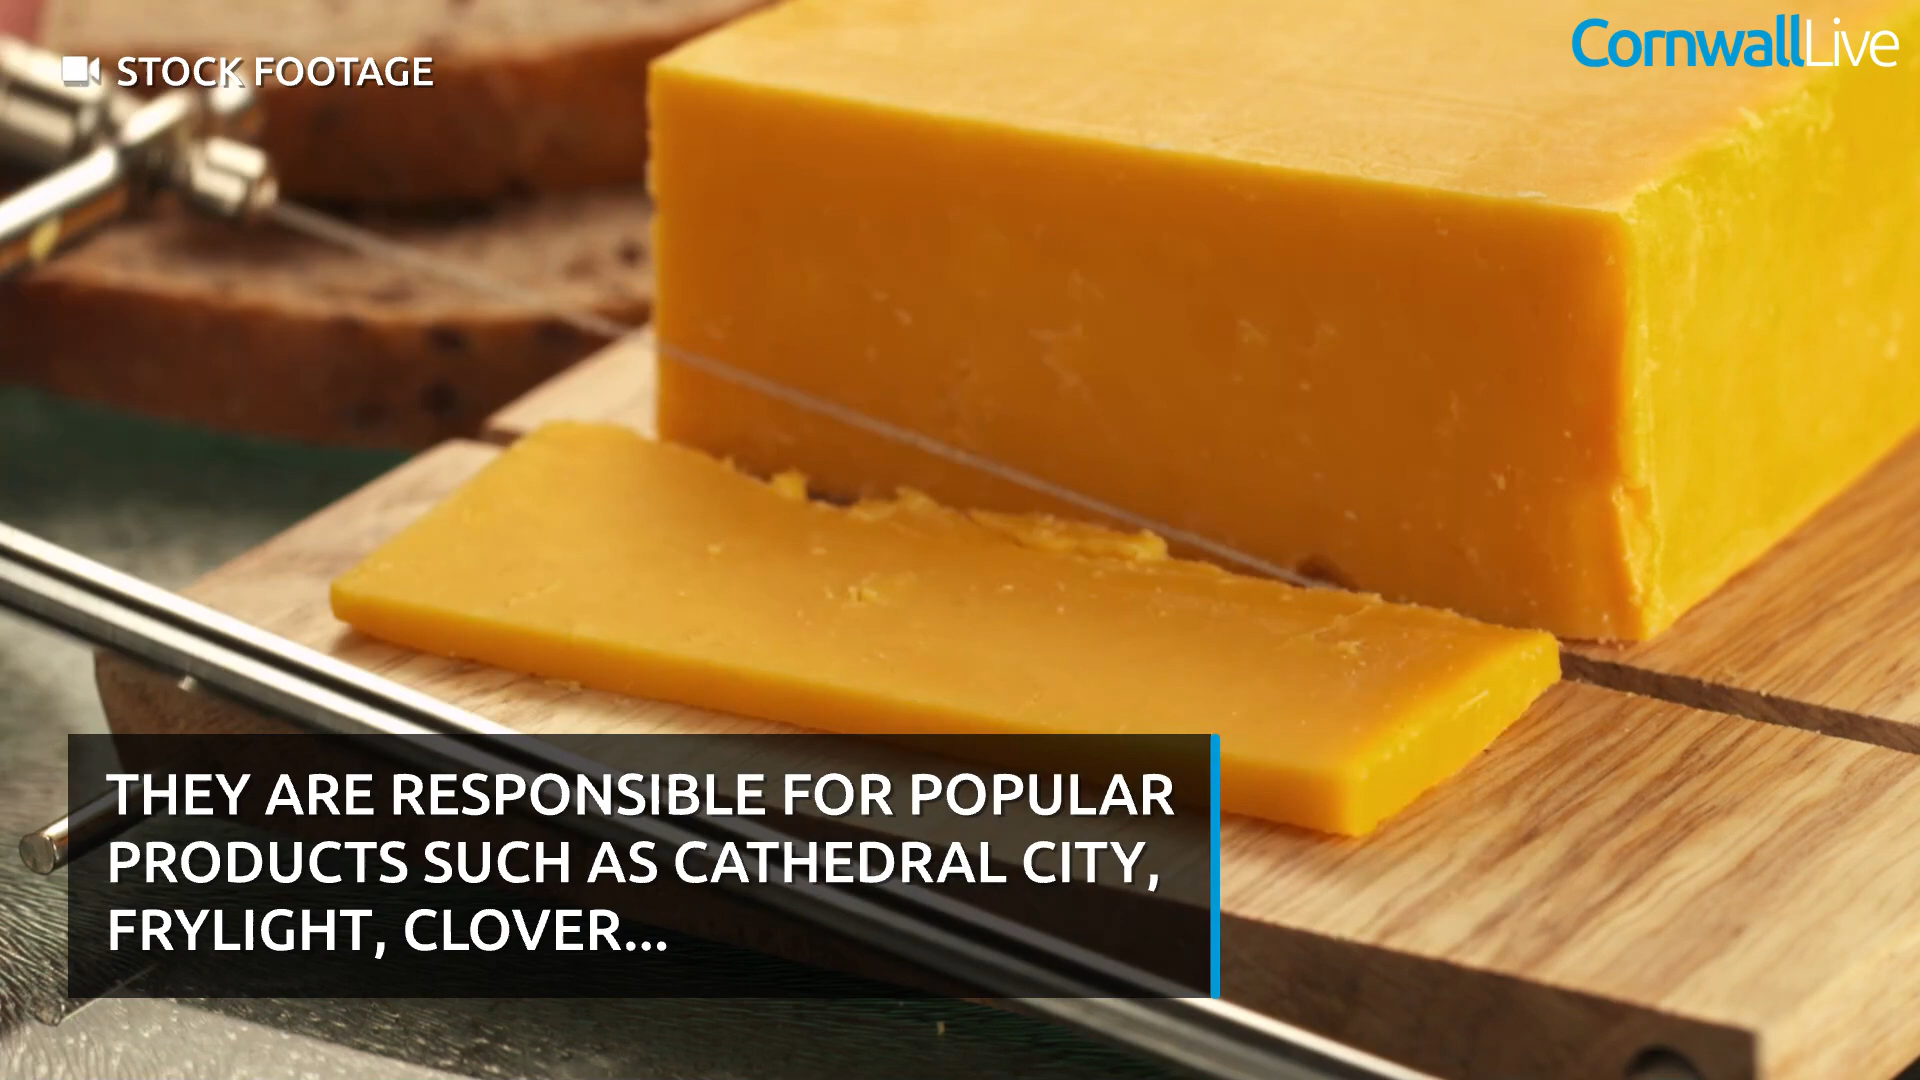 STOCK FOOTAGE
CornwallLive
THEY ARE RESPONSIBLE FOR POPULAR
PRODUCTS SUCH AS CATHEDRAL CITY,
FRYLIGHT, CLOVER...